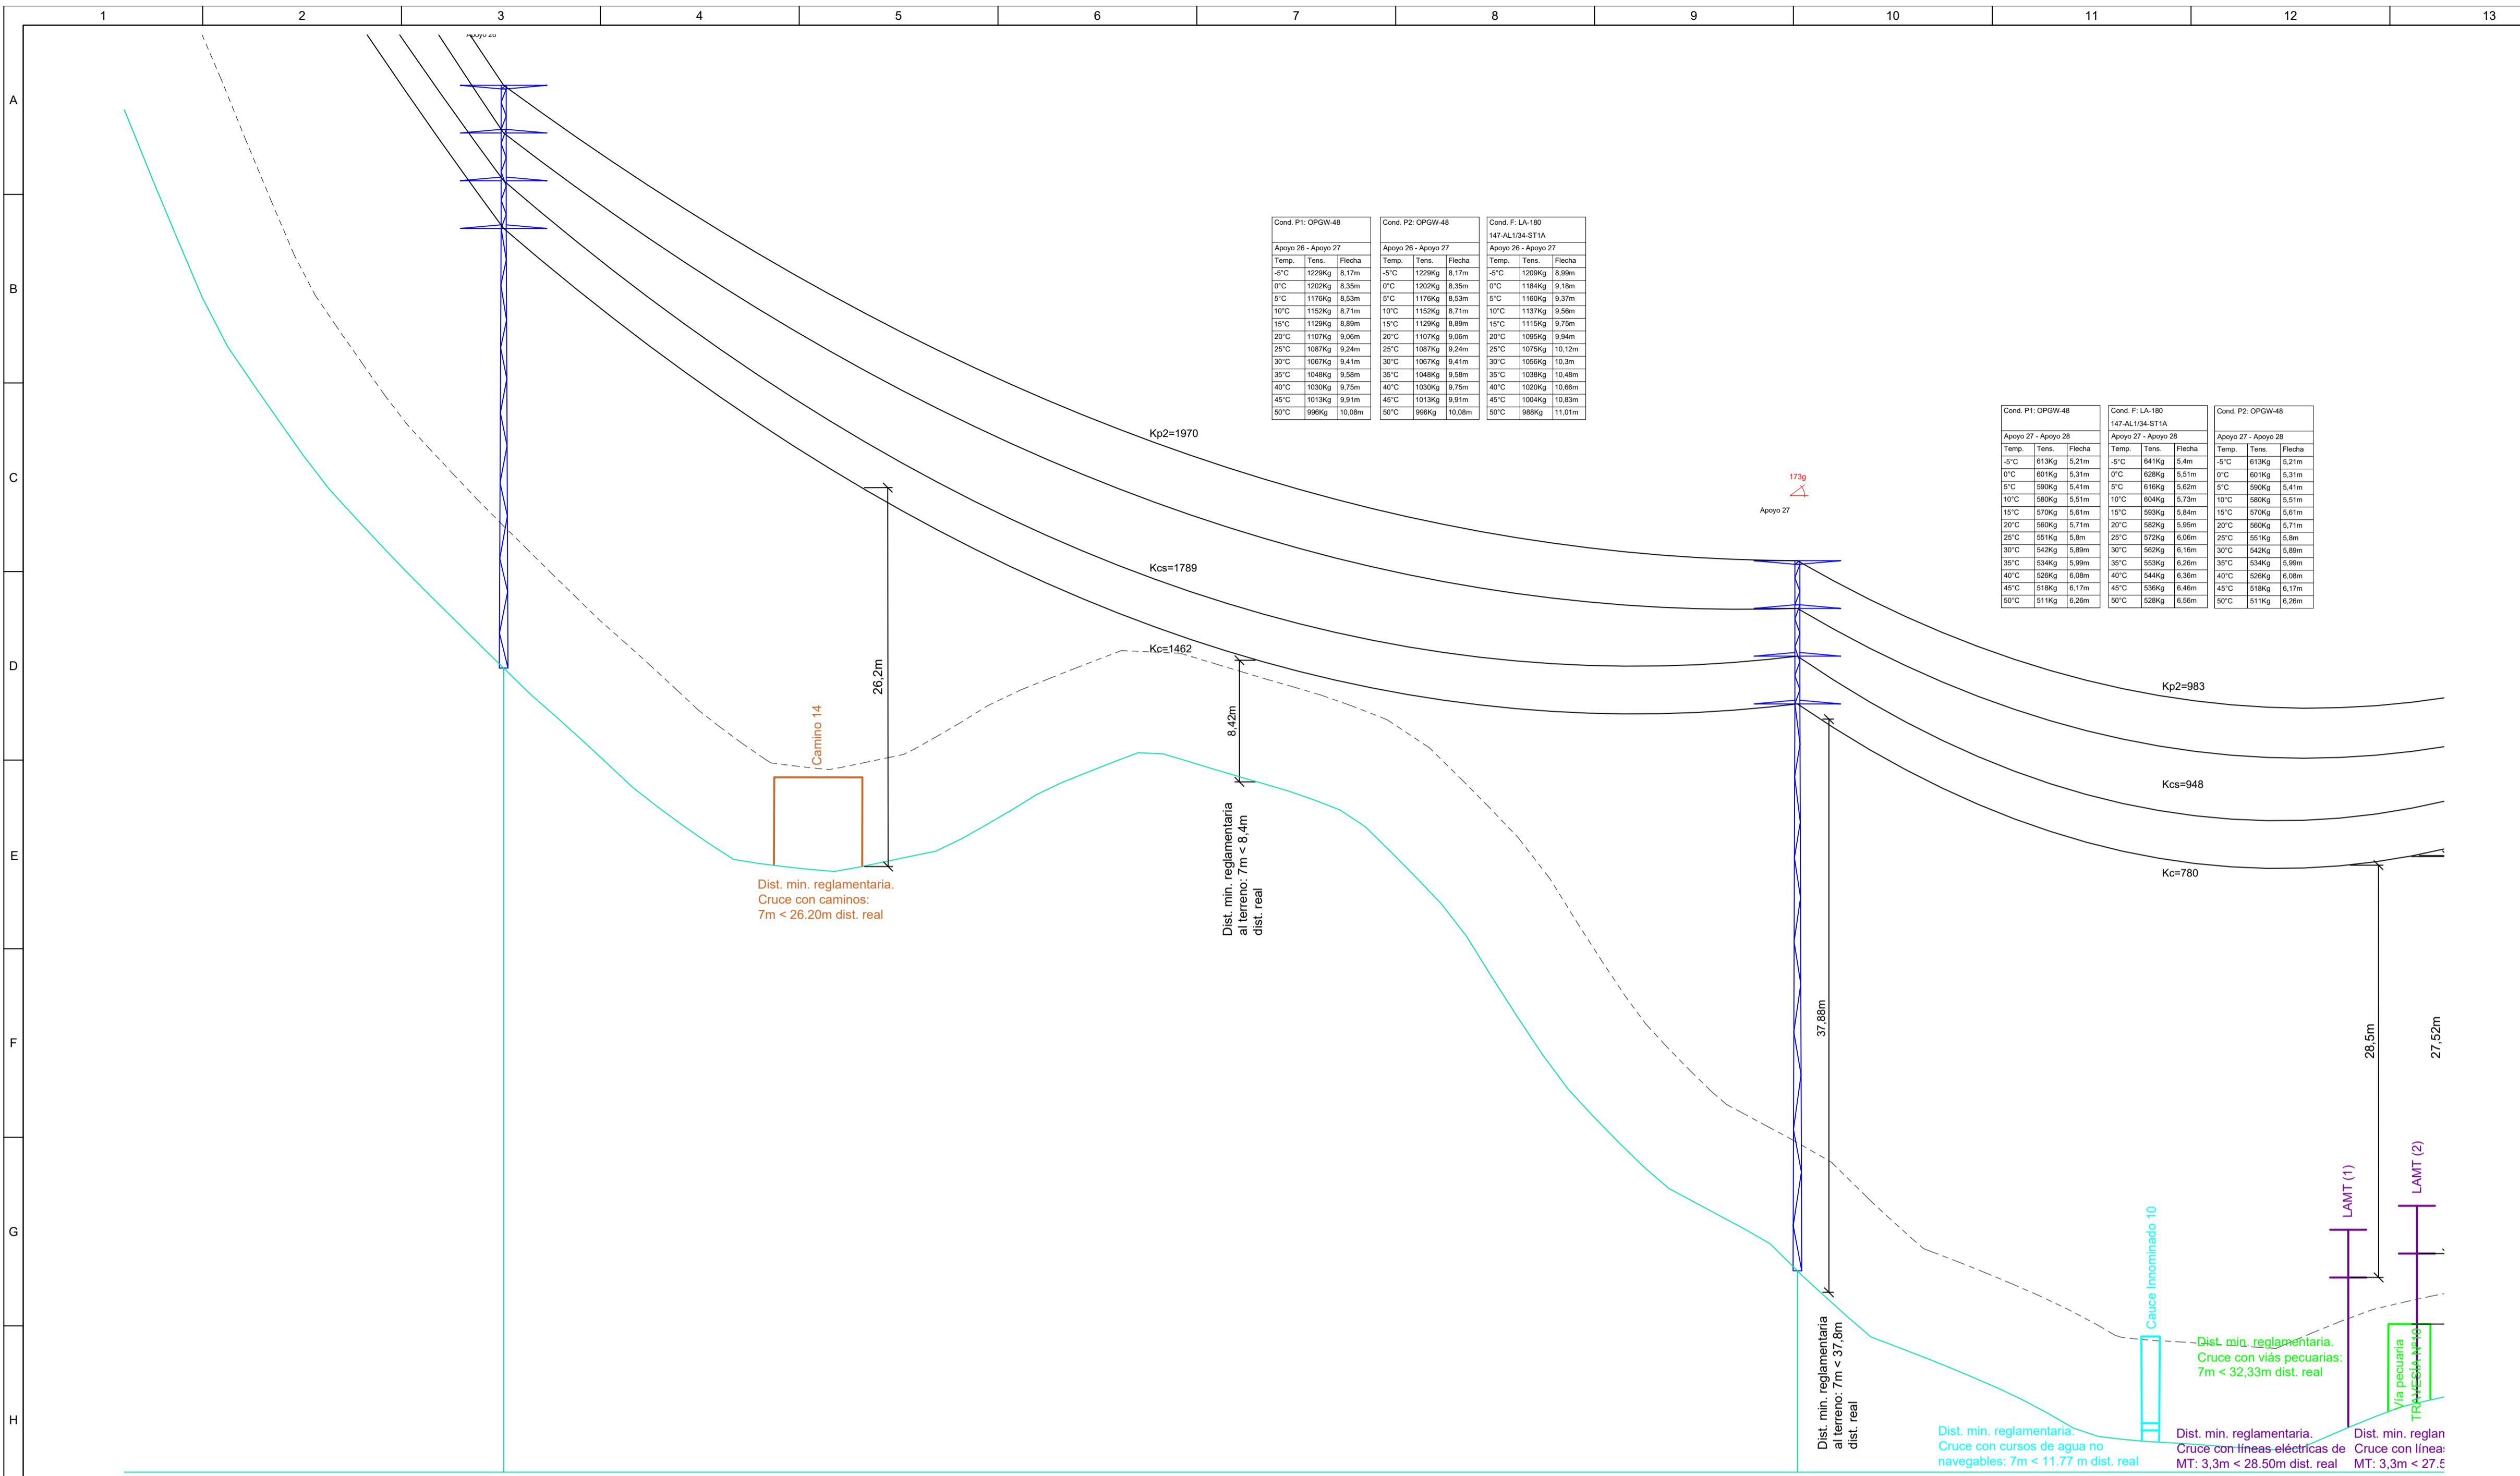 1 2 3 4 5 6 7 8 9 10 11 12 13
A
B
C
D
E
F
G
H
Apoyo 26
Cond. P1: OPGW-48
Apoyo 26 - Apoyo 27
Temp. Tens. Flecha
-5°C 1229Kg 8,17m
0°C 1202Kg 8,35m
5°C 1176Kg 8,53m
10°C 1152Kg 8,71m
15°C 1129Kg 8,89m
20°C 1107Kg 9,06m
25°C 1087Kg 9,24m
30°C 1067Kg 9,41m
35°C 1048Kg 9,58m
40°C 1030Kg 9,75m
45°C 1013Kg 9,91m
50°C 996Kg 10,08m
Cond. P2: OPGW-48
Apoyo 26 - Apoyo 27
Temp. Tens. Flecha
-5°C 1229Kg 8,17m
0°C 1202Kg 8,35m
5°C 1176Kg 8,53m
10°C 1152Kg 8,71m
15°C 1129Kg 8,89m
20°C 1107Kg 9,06m
25°C 1087Kg 9,24m
30°C 1067Kg 9,41m
35°C 1048Kg 9,58m
40°C 1030Kg 9,75m
45°C 1013Kg 9,91m
50°C 996Kg 10,08m
Cond. F: LA-180
147-AL1/34-ST1A
Apoyo 26 - Apoyo 27
Temp. Tens. Flecha
-5°C 1209Kg 8,99m
0°C 1184Kg 9,18m
5°C 1160Kg 9,37m
10°C 1137Kg 9,56m
15°C 1115Kg 9,75m
20°C 1095Kg 9,94m
25°C 1075Kg 10,12m
30°C 1056Kg 10,3m
35°C 1038Kg 10,48m
40°C 1020Kg 10,66m
45°C 1004Kg 10,83m
50°C 988Kg 11,01m
Cond. P1: OPGW-48
Apoyo 27 - Apoyo 28
Temp. Tens. Flecha
-5°C 613Kg 5,21m
0°C 601Kg 5,31m
5°C 590Kg 5,41m
10°C 580Kg 5,51m
15°C 570Kg 5,61m
20°C 560Kg 5,71m
25°C 551Kg 5,8m
30°C 542Kg 5,89m
35°C 534Kg 5,99m
40°C 526Kg 6,08m
45°C 518Kg 6,17m
50°C 511Kg 6,26m
Cond. F: LA-180
147-AL1/34-ST1A
Apoyo 27 - Apoyo 28
Temp. Tens. Flecha
-5°C 641Kg 5,4m
0°C 628Kg 5,51m
5°C 616Kg 5,62m
10°C 604Kg 5,73m
15°C 593Kg 5,84m
20°C 582Kg 5,95m
25°C 572Kg 6,06m
30°C 562Kg 6,16m
35°C 553Kg 6,26m
40°C 544Kg 6,36m
45°C 536Kg 6,46m
50°C 528Kg 6,56m
Cond. P2: OPGW-48
Apoyo 27 - Apoyo 28
Temp. Tens. Flecha
-5°C 613Kg 5,21m
0°C 601Kg 5,31m
5°C 590Kg 5,41m
10°C 580Kg 5,51m
15°C 570Kg 5,61m
20°C 560Kg 5,71m
25°C 551Kg 5,8m
30°C 542Kg 5,89m
35°C 534Kg 5,99m
40°C 526Kg 6,08m
45°C 518Kg 6,17m
50°C 511Kg 6,26m
Kp2=1970
Kcs=1789
Kc=1462
173g
Apoyo 27
Kp2=983
Kcs=948
Kc=780
26,2m
Camino 14
Dist. min. reglamentaria.
Cruce con caminos:
7m < 26.20m dist. real
8,42m
Dist. min. reglamentaria
al terreno: 7m < 8,4m
dist. real
37,88m
Dist. min. reglamentaria
al terreno: 7m < 37,8m
dist. real
28,5m
27,52m
LAMT (1)
LAMT (2)
Cauce Innominado 10
Dist. min. reglamentaria.
Cruce con viás pecuarias:
7m < 32,33m dist. real
Vía pecuaria
TRAVESÍA Nº10
Dist. min. reglamentaria.
Cruce con cursos de agua no
navegables: 7m < 11.77 m dist. real
Dist. min. reglamentaria.
Cruce con líneas eléctricas de
MT: 3,3m < 28.50m dist. real
Dist. min. reglam
Cruce con líneas
MT: 3,3m < 27.5